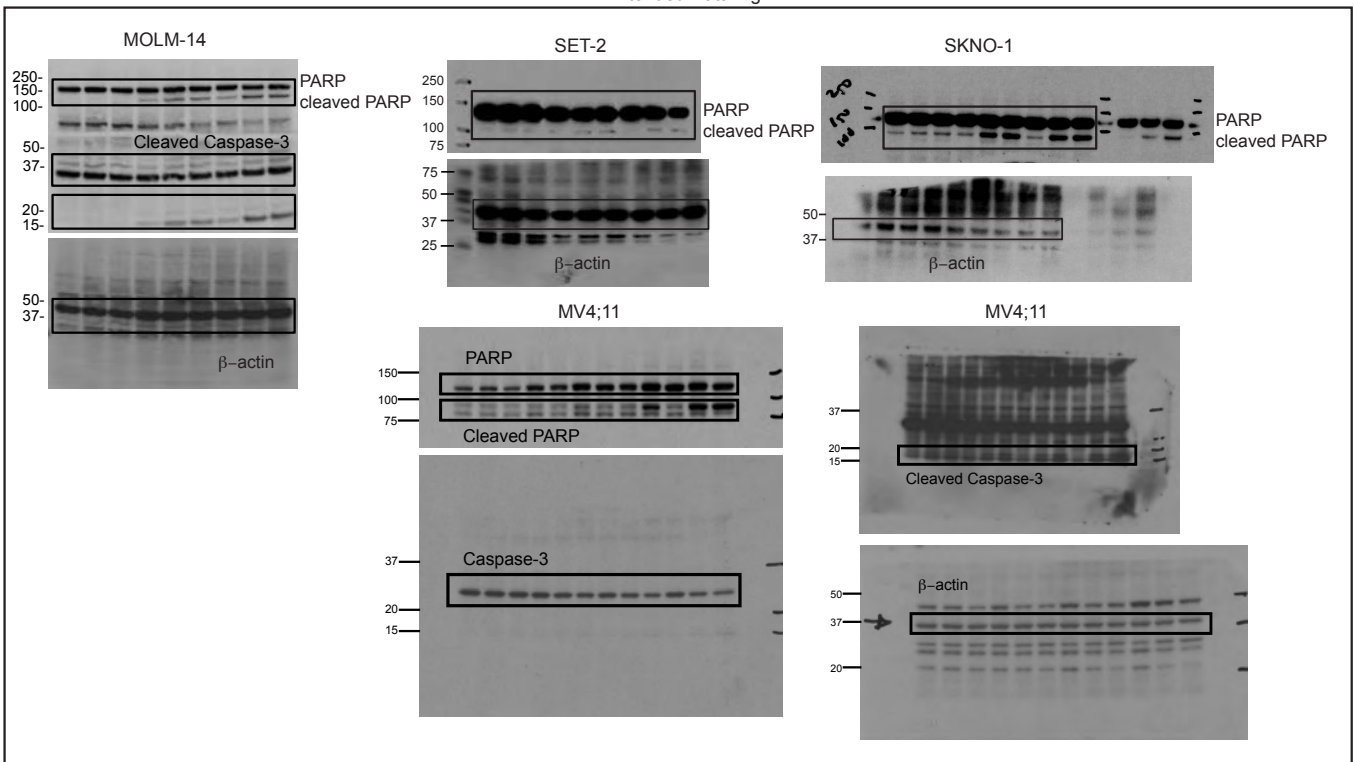 MOLM-14
250-
150-
100-
PARP
cleaved PARP
Cleaved Caspase-3
50-
37-
20-
15-
50-
37-
β–actin
SET-2
250
150
100
75
PARP
cleaved PARP
75
50
37
25
β–actin
SKNO-1
250
150
100
PARP
cleaved PARP
50
37
β–actin
MV4;11
PARP
150
100
75
Cleaved PARP
Caspase-3
37
20
15
MV4;11
37
20
15
Cleaved Caspase-3
β–actin
50
37
20